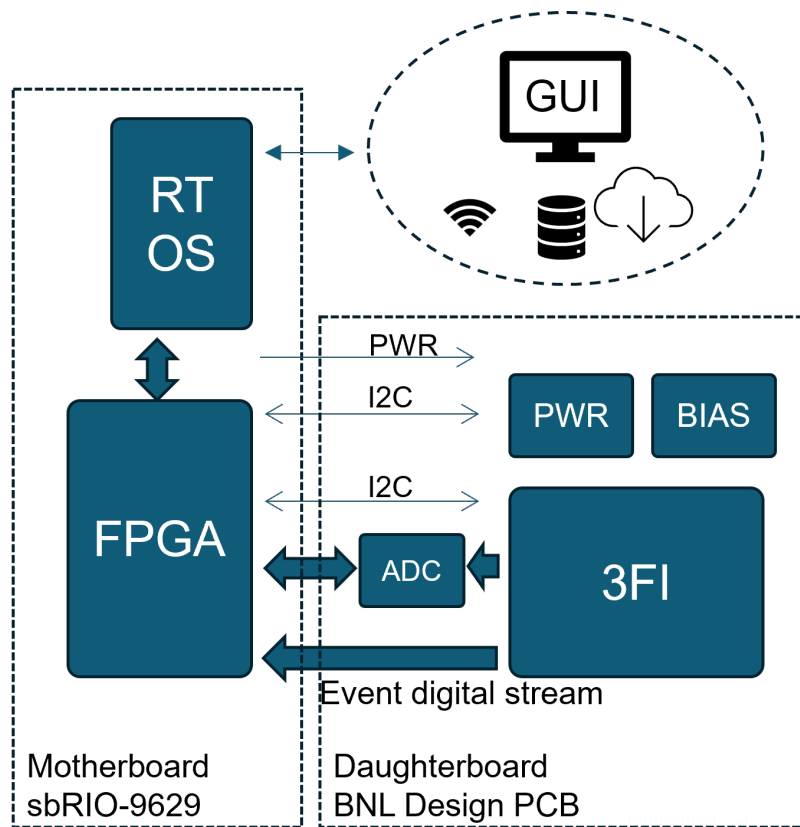 GUI
RT
OS
PWR
I2C
PWR
BIAS
I2C
FPGA
ADC
3FI
Event digital stream
Motherboard
sbRIO-9629
Daughterboard
BNL Design PCB